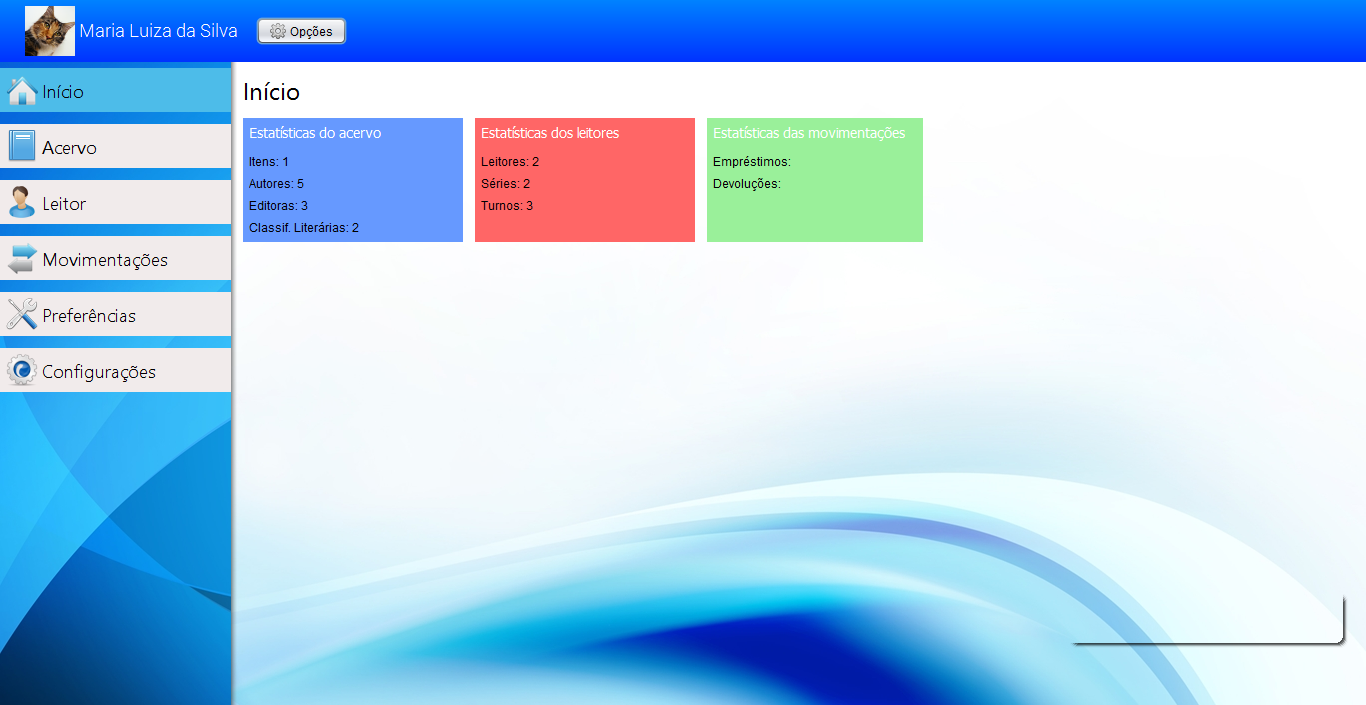 Maria Luiza da Silva
Opções
Início
Acervo
Leitor
Movimentações
Preferências
Configurações
Início
Estatísticas do acervo
Itens: 1
Autores: 5
Editoras: 3
Classif. Literárias: 2
Estatísticas dos leitores
Leitores: 2
Séries: 2
Turnos: 3
Estatísticas das movimentações
Empréstimos:
Devoluções: